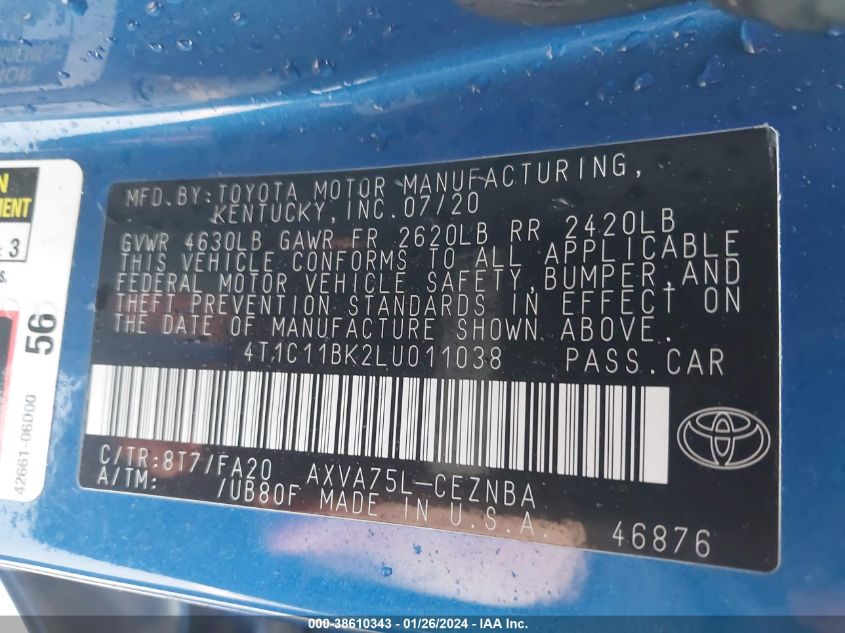 MFD. BY: TOYOTA MOTOR MANUFACTURING,
KENTUCKY, INC. 07/20
GVWR 4630LB GAWR FR 2620LB RR 2420LB
THIS VEHICLE CONFORMS TO ALL APPLICABLE
FEDERAL MOTOR VEHICLE SAFETY, BUMPER, AND
THEFT PREVENTION STANDARDS IN EFFECT ON
THE DATE OF MANUFACTURE SHOWN ABOVE.
4T1C11BK2LU011038 PASS. CAR
C/TR: 8T7/FA20 AXVA75L-CEZNBA
A/TM: /UB80F MADE IN U.S.A.
46876
3
56
42661-06D00
000-38610343 - 01/26/2024 - IAAI.COM